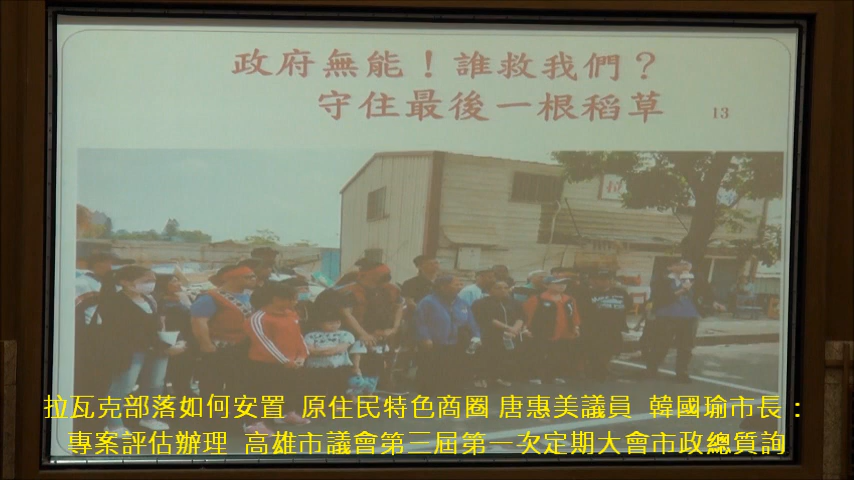 政府無能！誰救我們？
守住最後一根稻草
13
拉瓦克部落如何安置 原住民特色商圈 唐惠美議員 韓國瑜市長：
專案評估辦理 高雄市議會第三屆第一次定期大會市政總質詢